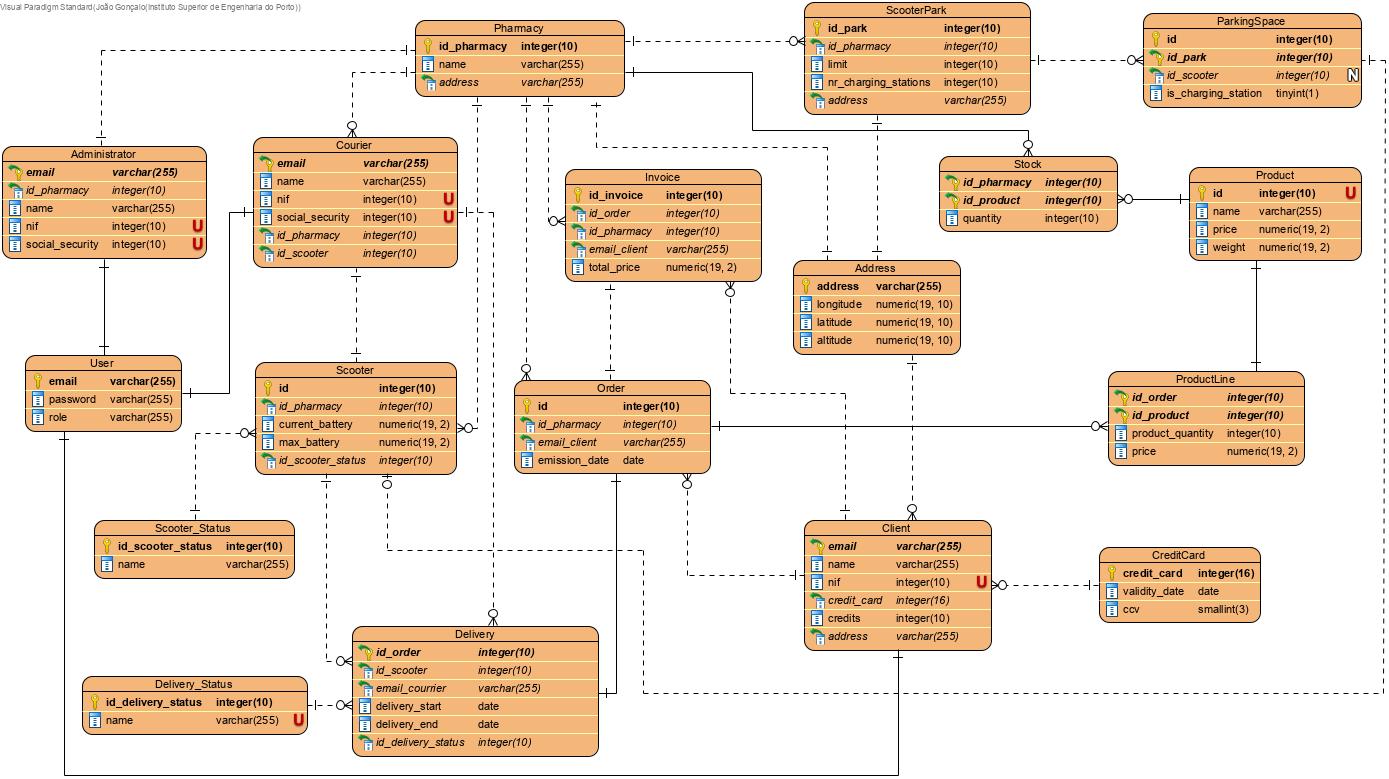 Visual Paradigm Standard(João Gonçalo(Instituto Superior de Engenharia do Porto))
Pharmacy
id_pharmacy integer(10)
name varchar(255)
address varchar(255)
ScooterPark
id_park integer(10)
id_pharmacy integer(10)
limit integer(10)
nr_charging_stations integer(10)
address varchar(255)
ParkingSpace
id integer(10)
id_park integer(10)
id_scooter integer(10) N
is_charging_station tinyint(1)
Administrator
email varchar(255)
id_pharmacy integer(10)
name varchar(255)
nif integer(10) U
social_security integer(10) U
Courier
email varchar(255)
name varchar(255)
nif integer(10) U
social_security integer(10) U
id_pharmacy integer(10)
id_scooter integer(10)
Invoice
id_invoice integer(10)
id_order integer(10)
id_pharmacy integer(10)
email_client varchar(255)
total_price numeric(19, 2)
Stock
id_pharmacy integer(10)
id_product integer(10)
quantity integer(10)
Product
id integer(10) U
name varchar(255)
price numeric(19, 2)
weight numeric(19, 2)
Address
address varchar(255)
longitude numeric(19, 10)
latitude numeric(19, 10)
altitude numeric(19, 10)
User
email varchar(255)
password varchar(255)
role varchar(255)
Scooter
id integer(10)
id_pharmacy integer(10)
current_battery numeric(19, 2)
max_battery numeric(19, 2)
id_scooter_status integer(10)
Order
id integer(10)
id_pharmacy integer(10)
email_client varchar(255)
emission_date date
ProductLine
id_order integer(10)
id_product integer(10)
product_quantity integer(10)
price numeric(19, 2)
Scooter_Status
id_scooter_status integer(10)
name varchar(255)
Client
email varchar(255)
name varchar(255)
nif integer(10) U
credit_card integer(16)
credits integer(10)
address varchar(255)
CreditCard
credit_card integer(16)
validity_date date
ccv smallint(3)
Delivery
id_order integer(10)
id_scooter integer(10)
email_courrier varchar(255)
delivery_start date
delivery_end date
id_delivery_status integer(10)
Delivery_Status
id_delivery_status integer(10)
name varchar(255) U